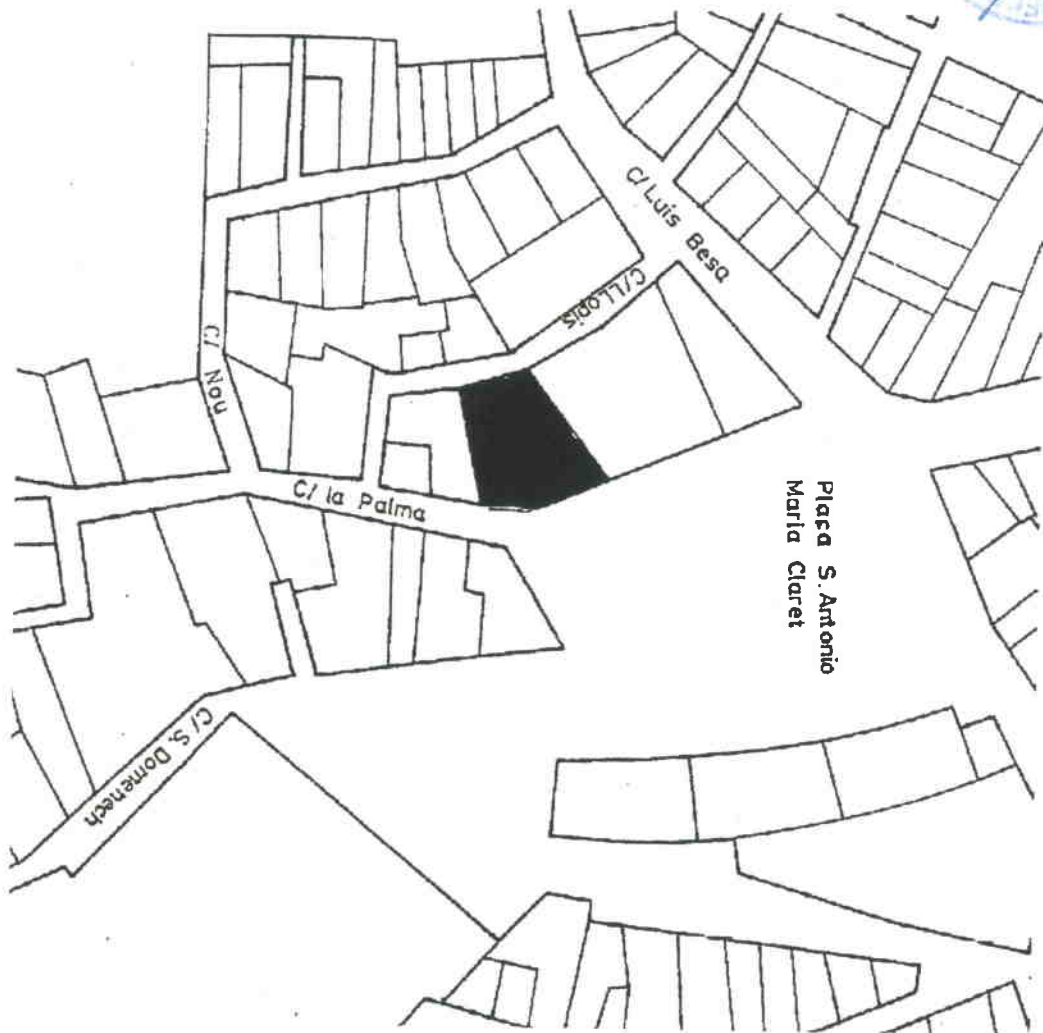 C/ Luis Besa
C/ LLopis
C/ Nou
C/ la Palma
Plaça S. Antonio
Maria Claret
C/ S. Domenech